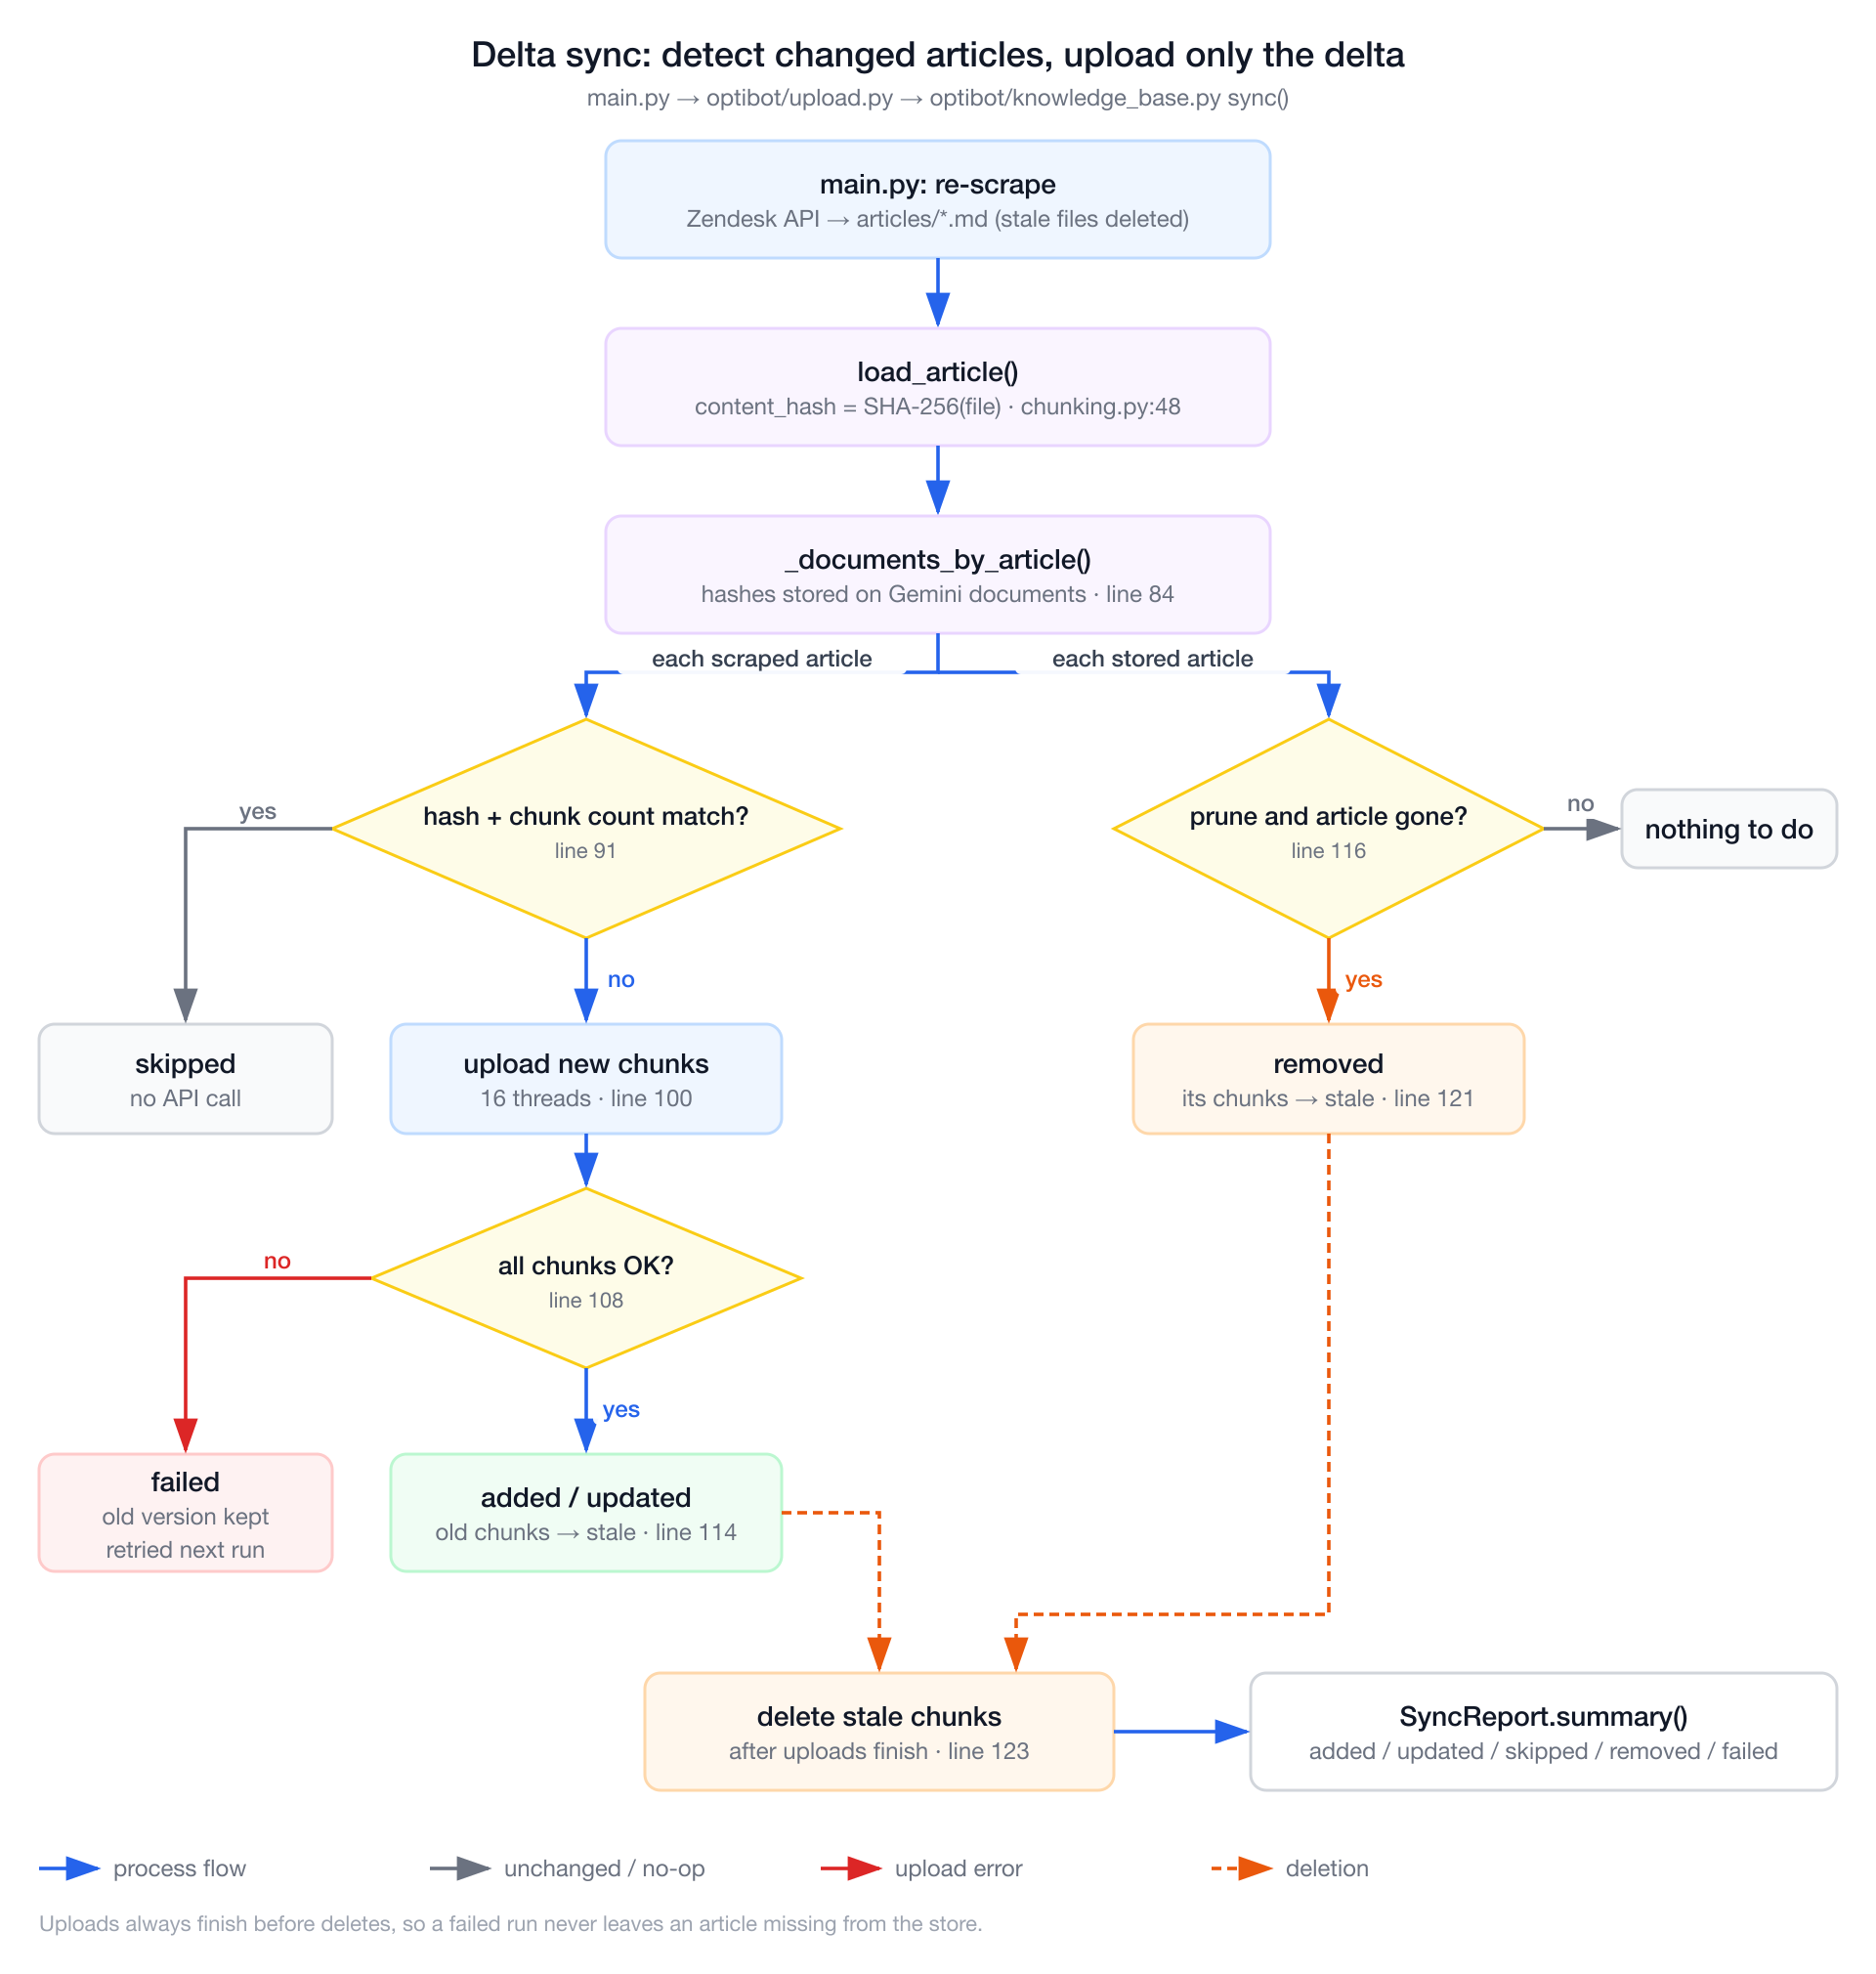 Delta sync: detect changed articles, upload only the delta
main.py → optibot/upload.py → optibot/knowledge_base.py sync()
main.py: re-scrape
Zendesk API → articles/*.md (stale files deleted)
load_article()
content_hash = SHA-256(file) · chunking.py:48
_documents_by_article()
hashes stored on Gemini documents · line 84
each scraped article
each stored article
hash + chunk count match?
line 91
yes
prune and article gone?
line 116
no
nothing to do
no
yes
skipped
no API call
upload new chunks
16 threads · line 100
removed
its chunks → stale · line 121
all chunks OK?
line 108
no
yes
failed
old version kept
retried next run
added / updated
old chunks → stale · line 114
delete stale chunks
after uploads finish · line 123
SyncReport.summary()
added / updated / skipped / removed / failed
process flow
unchanged / no-op
upload error
deletion
Uploads always finish before deletes, so a failed run never leaves an article missing from the store.